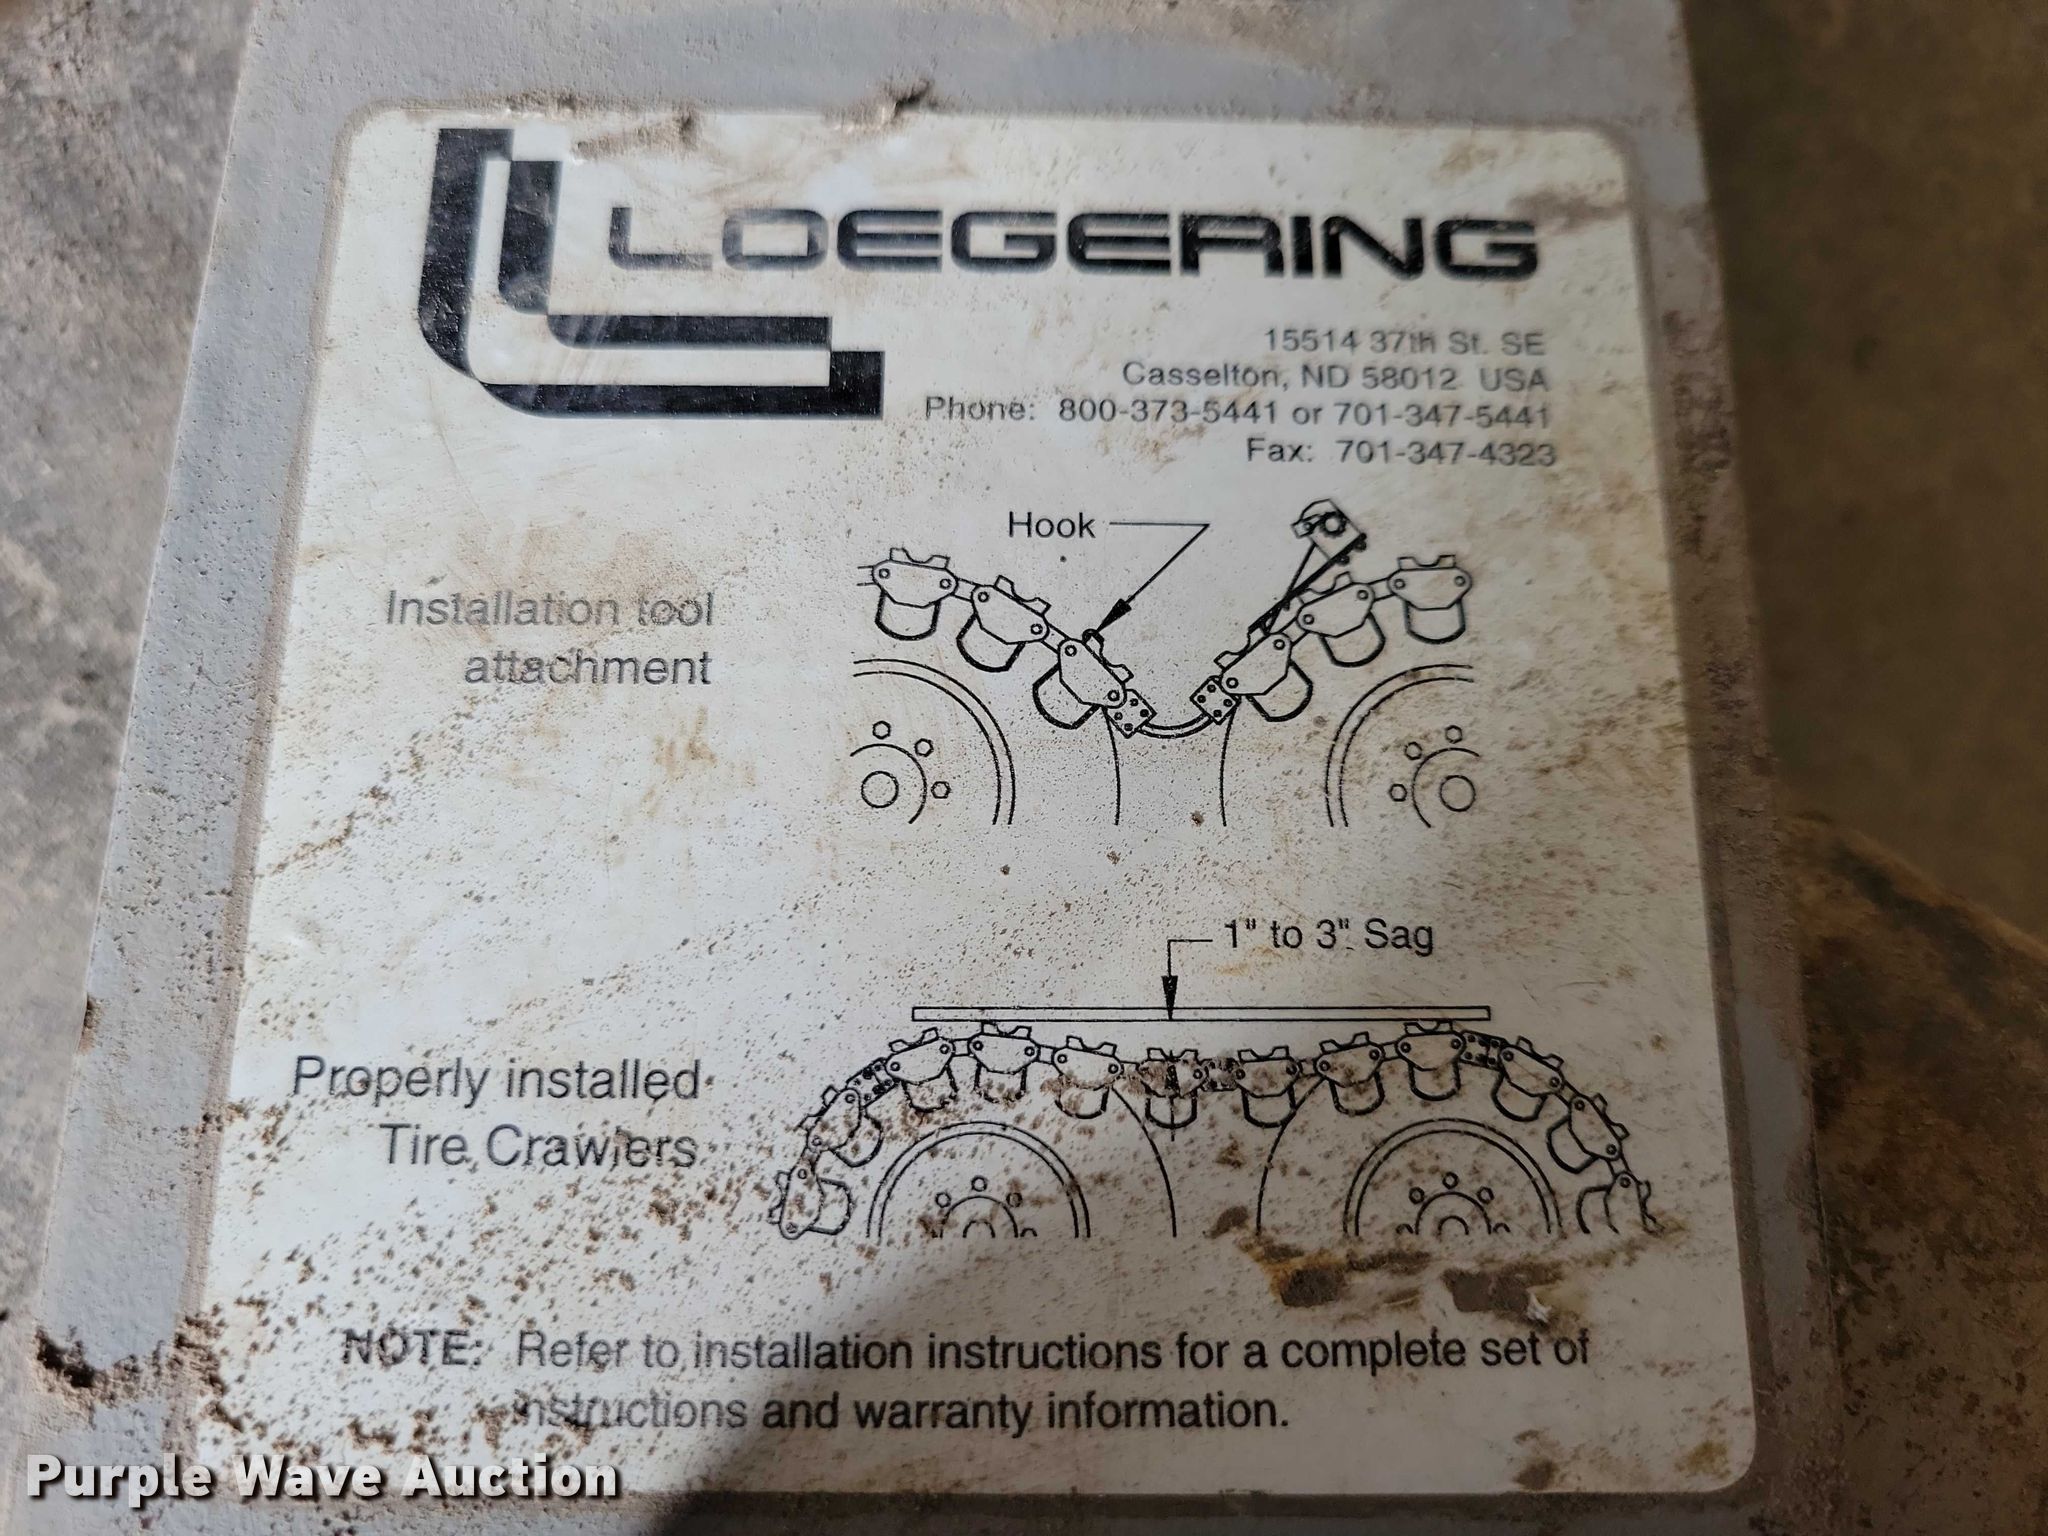 LOEGERING
15514 37th St. SE
Casselton, ND 58012 USA
Phone: 800-373-5441 or 701-347-5441
Fax: 701-347-4323
Hook
Installation tool
attachment
1" to 3" Sag
Properly installed
Tire Crawlers
NOTE: Refer to installation instructions for a complete set of
instructions and warranty information.
Purple Wave Auction